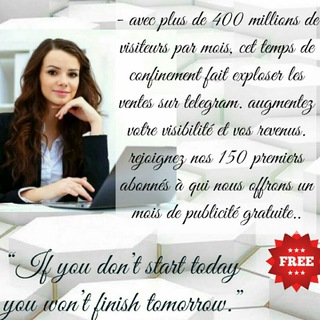 - avec plus de 400 millions de
visiteurs par mois, cet temps de
confinement fait exploser les
ventes sur telegram. augmentez
votre visibilité et vos revenus.
rejoignez nos 150 premiers
abonnés à qui nous offrons un
mois de publicité gratuite..
FREE
“If you don’t start today
you won’t finish tomorrow.”